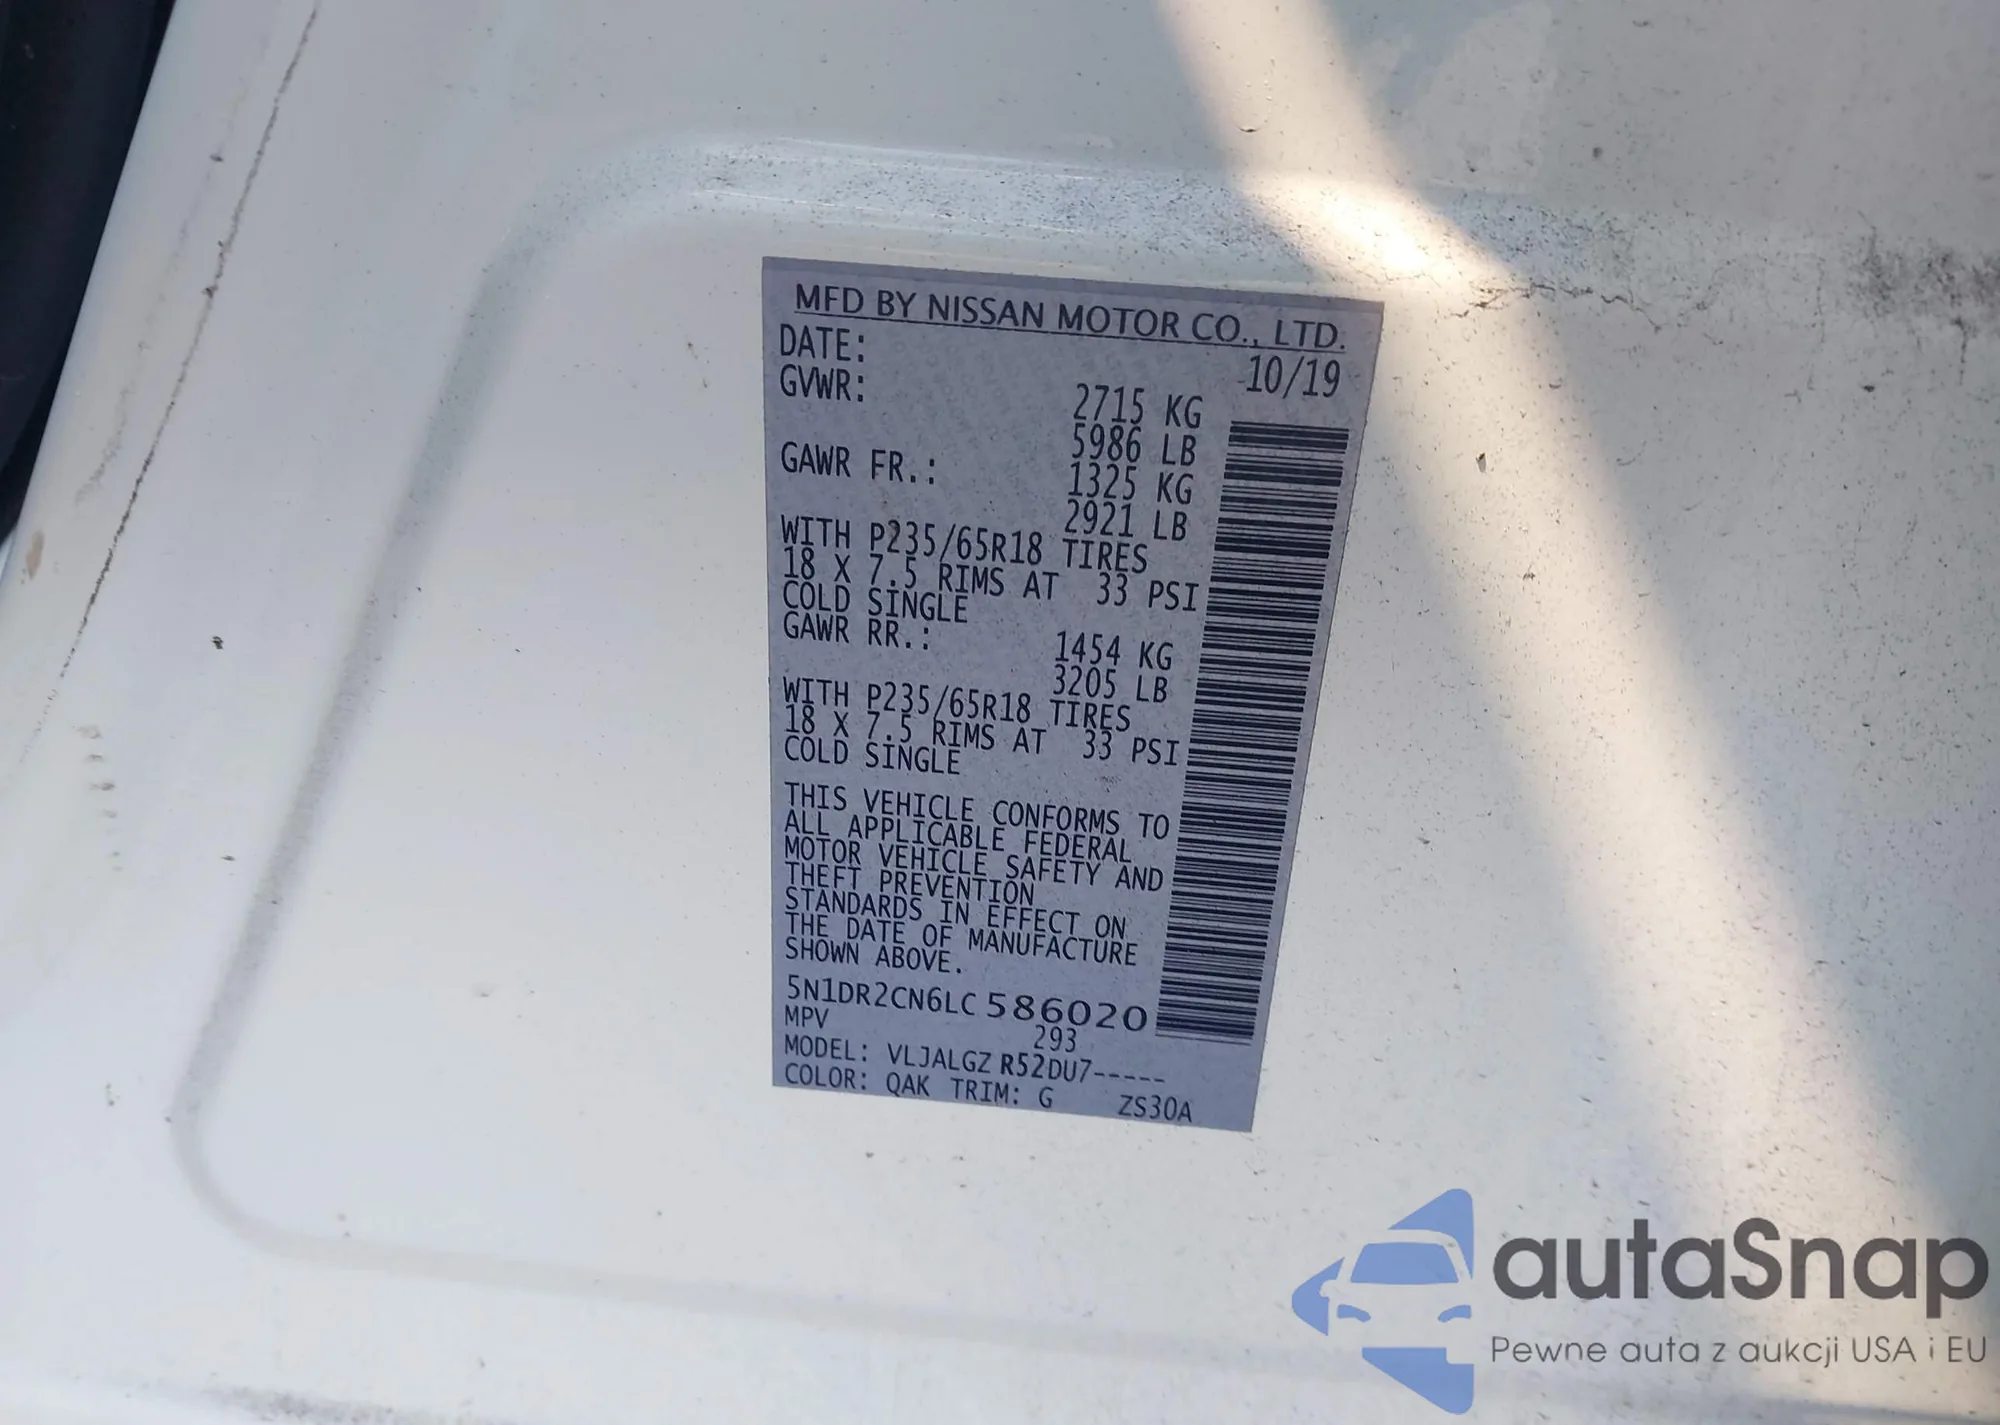 MFD BY NISSAN MOTOR CO., LTD.
DATE: 10/19
GVWR: 2715 KG
5986 LB
GAWR FR.: 1325 KG
2921 LB
WITH P235/65R18 TIRES
18 X 7.5 RIMS AT 33 PSI
COLD SINGLE
GAWR RR.: 1454 KG
3205 LB
WITH P235/65R18 TIRES
18 X 7.5 RIMS AT 33 PSI
COLD SINGLE
THIS VEHICLE CONFORMS TO
ALL APPLICABLE FEDERAL
MOTOR VEHICLE SAFETY AND
THEFT PREVENTION
STANDARDS IN EFFECT ON
THE DATE OF MANUFACTURE
SHOWN ABOVE.
5N1DR2CN6LC 586020
MPV 293
MODEL: VLJALGZ R52DU7-----
COLOR: QAK TRIM: G ZS30A
autaSnap
Pewne auta z aukcji USA i EU